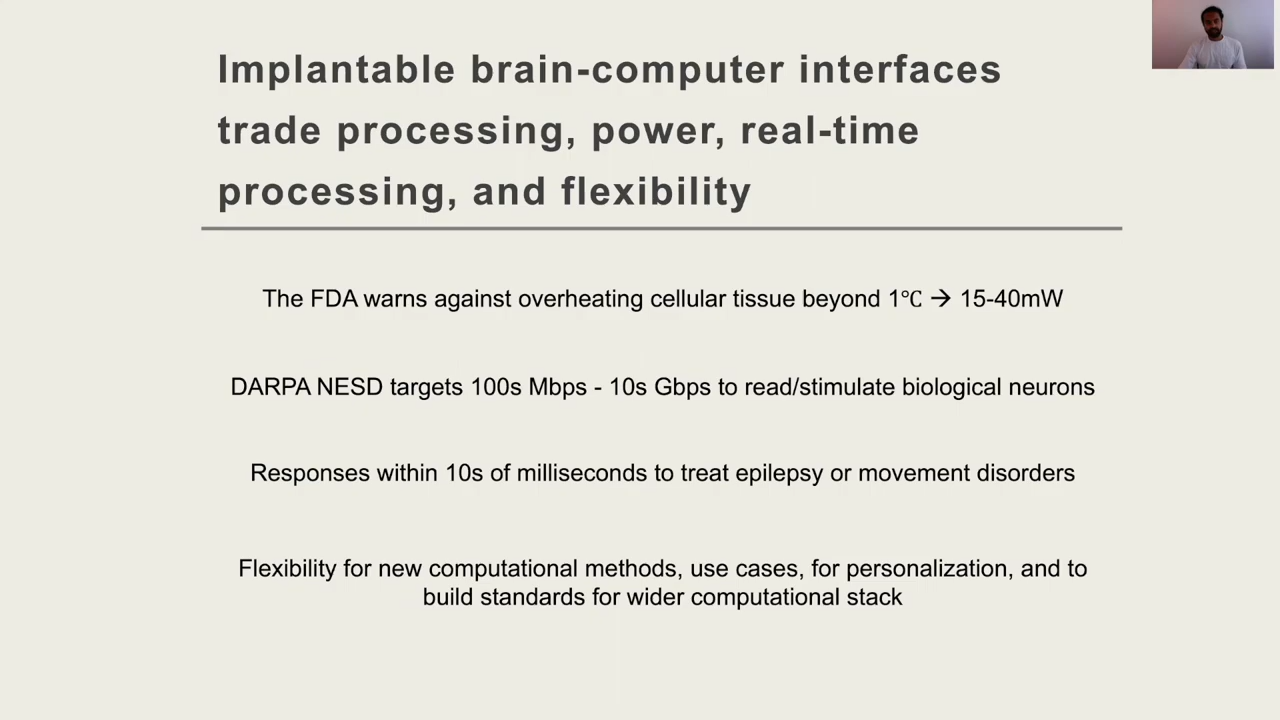 Implantable brain-computer interfaces
trade processing, power, real-time
processing, and flexibility
The FDA warns against overheating cellular tissue beyond 1℃ → 15-40mW
DARPA NESD targets 100s Mbps - 10s Gbps to read/stimulate biological neurons
Responses within 10s of milliseconds to treat epilepsy or movement disorders
Flexibility for new computational methods, use cases, for personalization, and to
build standards for wider computational stack